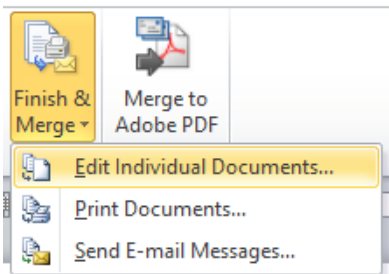 Finish &
Merge
Merge to
Adobe PDF
Edit Individual Documents...
Print Documents...
Send E-mail Messages...